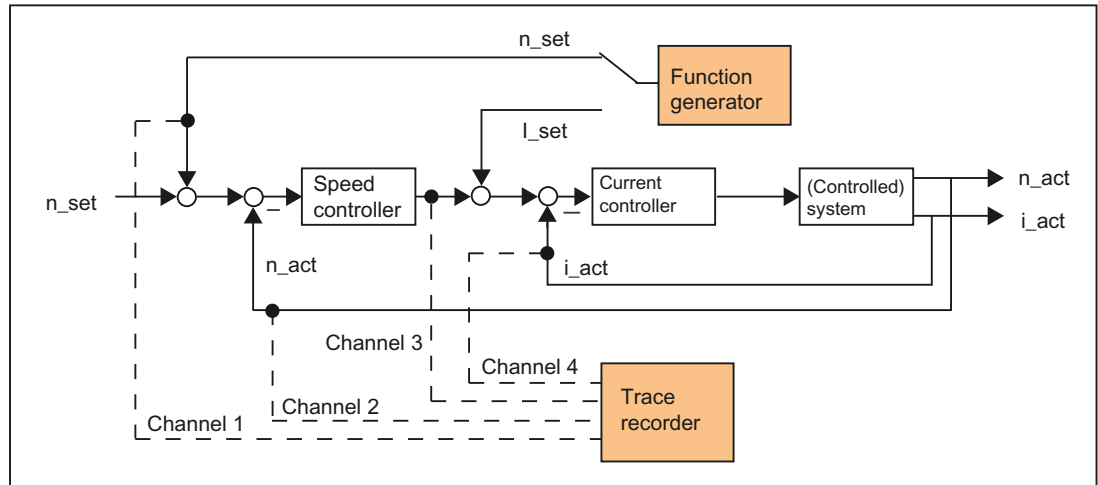 n_set
Function
generator
I_set
n_set
Speed
controller
Current
controller
(Controlled)
system
n_act
i_act
n_act
i_act
Channel 3
Channel 4
Channel 2
Channel 1
Trace
recorder